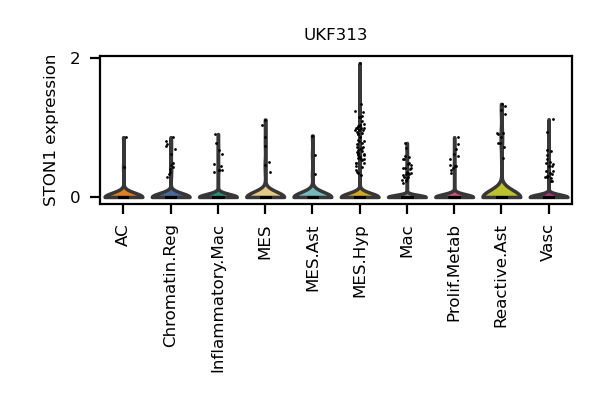 UKF313
STON1 expression
2
0
AC
Chromatin.Reg
Inflammatory.Mac
MES
MES.Ast
MES.Hyp
Mac
Prolif.Metab
Reactive.Ast
Vasc